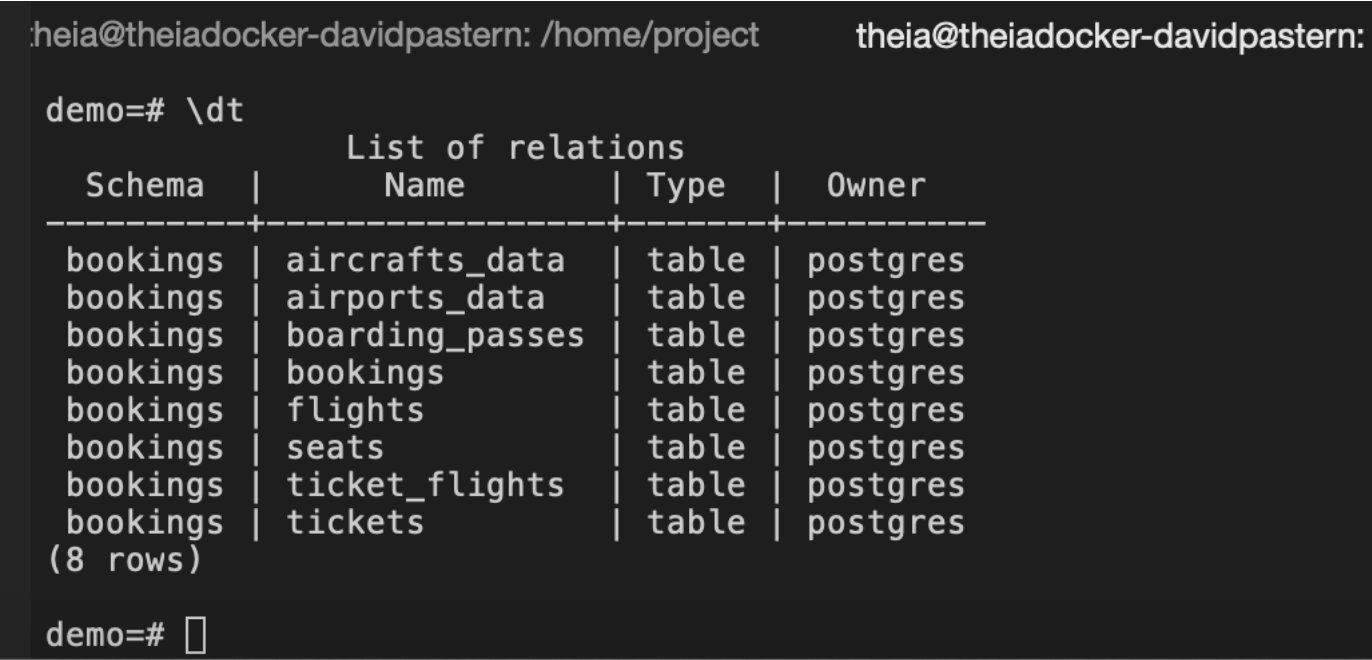 heia@theiadocker-davidpastern: /home/project theia@theiadocker-davidpastern:
demo=# \dt
List of relations
Schema | Name | Type | Owner
----------+-----------------+-------+----------
bookings | aircrafts_data | table | postgres
bookings | airports_data | table | postgres
bookings | boarding_passes | table | postgres
bookings | bookings | table | postgres
bookings | flights | table | postgres
bookings | seats | table | postgres
bookings | ticket_flights | table | postgres
bookings | tickets | table | postgres
(8 rows)
demo=#